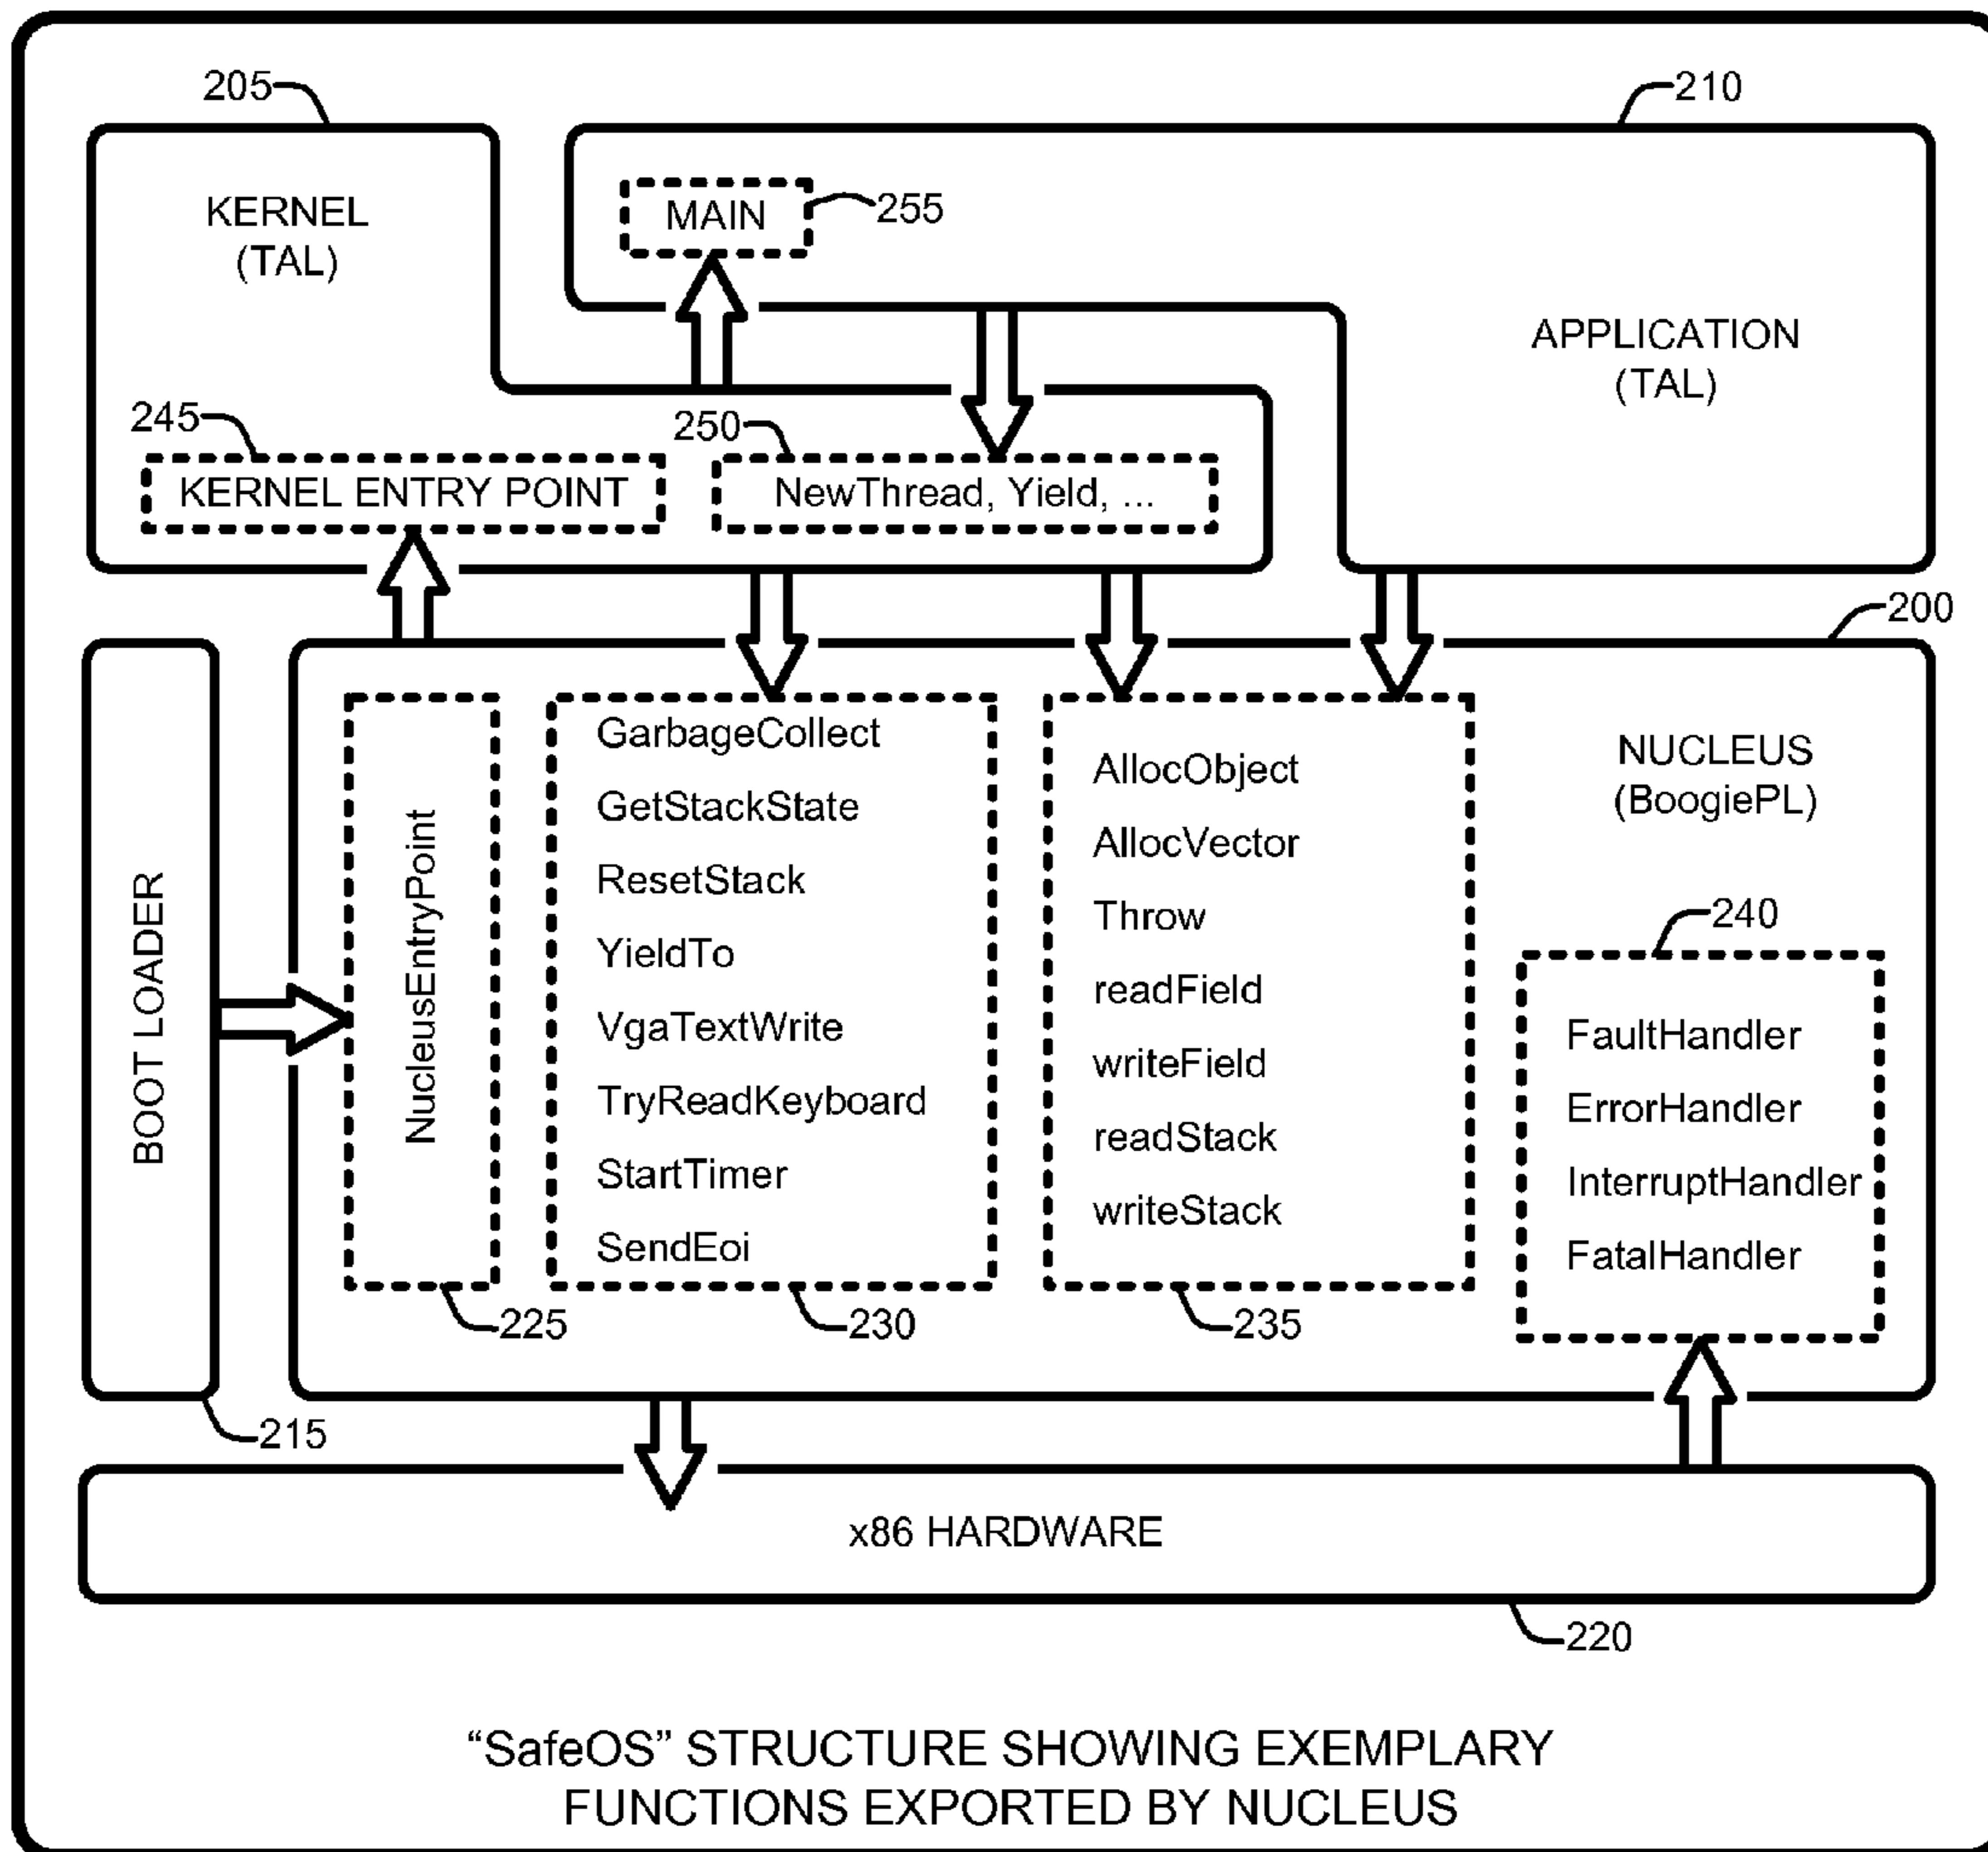 205
210
KERNEL
(TAL)
MAIN
255
APPLICATION
(TAL)
245
250
KERNEL ENTRY POINT
NewThread, Yield, ...
200
BOOT LOADER
NucleusEntryPoint
GarbageCollect
GetStackState
ResetStack
YieldTo
VgaTextWrite
TryReadKeyboard
StartTimer
SendEoi
AllocObject
AllocVector
Throw
readField
writeField
readStack
writeStack
NUCLEUS
(BoogiePL)
240
FaultHandler
ErrorHandler
InterruptHandler
FatalHandler
225
230
235
215
x86 HARDWARE
220
“SafeOS” STRUCTURE SHOWING EXEMPLARY
FUNCTIONS EXPORTED BY NUCLEUS